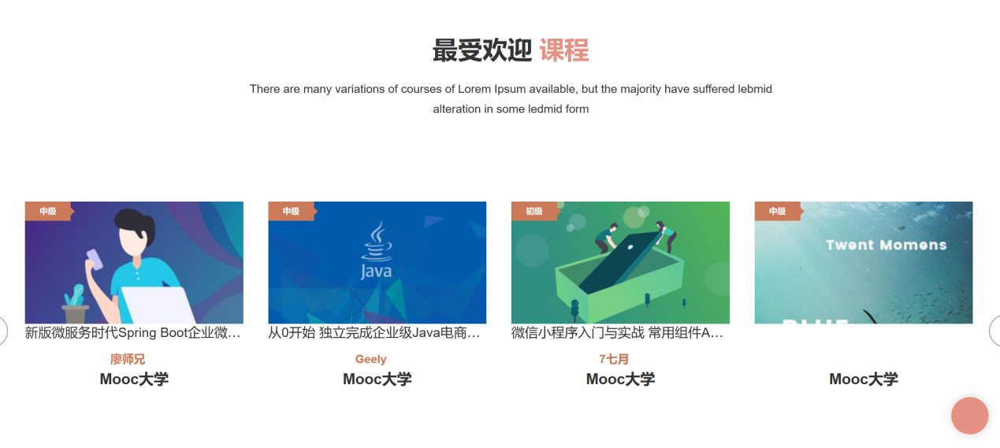 最受欢迎 课程
There are many variations of courses of Lorem Ipsum available, but the majority have suffered lebmid
alteration in some ledmid form
中级
中级
初级
中级
Java
Twent Momens
新版微服务时代Spring Boot企业微...
从0开始 独立完成企业级Java电商...
微信小程序入门与实战 常用组件A...
廖师兄
Geely
7七月
Mooc大学
Mooc大学
Mooc大学
Mooc大学